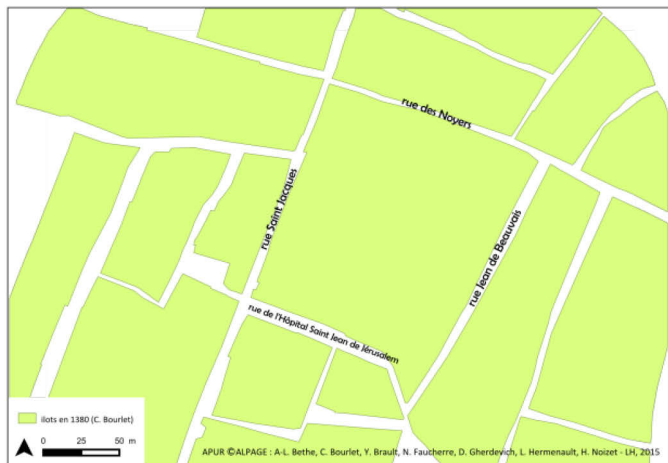 rue des Noyers
rue Saint Jacques
rue Jean de Beauvais
rue de l'Hôpital Saint Jean de Jérusalem
ilots en 1380 (C. Bourlet)
0 25 50 m
APUR ©ALPAGE : A-L. Bethe, C. Bourlet, Y. Brault, N. Faucherre, D. Gherdevich, L. Hermenault, H. Noizet - LH, 2015